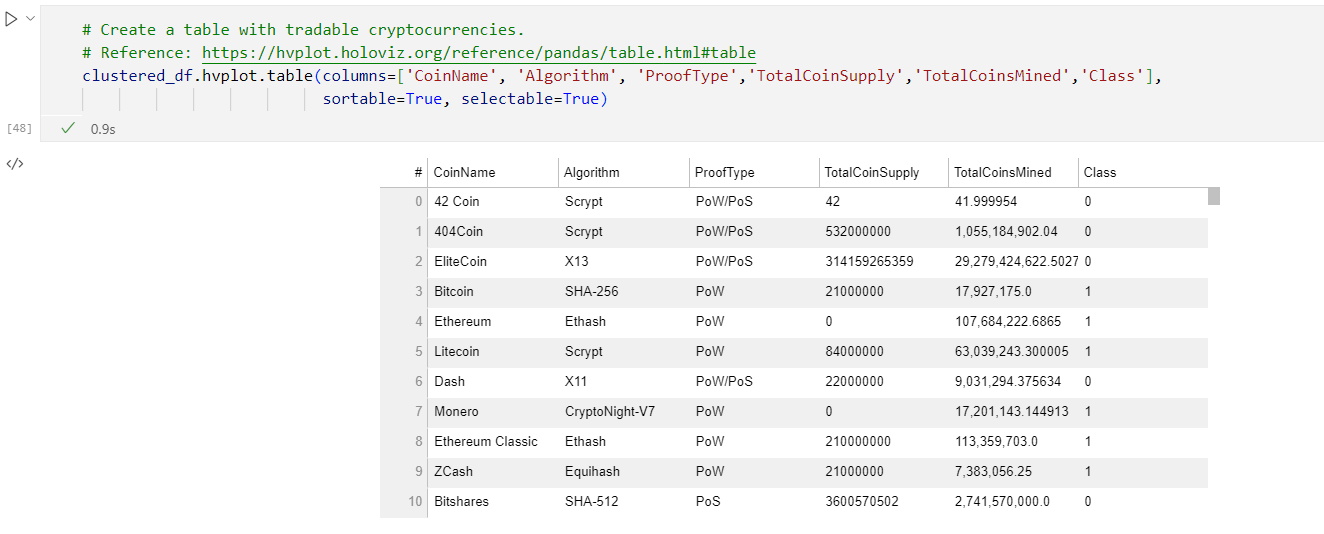 # Create a table with tradable cryptocurrencies.
# Reference: https://hvplot.holoviz.org/reference/pandas/table.html#table
clustered_df.hvplot.table(columns=['CoinName', 'Algorithm', 'ProofType','TotalCoinSupply','TotalCoinsMined','Class'],
sortable=True, selectable=True)
[48] ✓ 0.9s
</>
# CoinName Algorithm ProofType TotalCoinSupply TotalCoinsMined Class
0 42 Coin Scrypt PoW/PoS 42 41.999954 0
1 404Coin Scrypt PoW/PoS 532000000 1,055,184,902.04 0
2 EliteCoin X13 PoW/PoS 314159265359 29,279,424,622.5027 0
3 Bitcoin SHA-256 PoW 21000000 17,927,175.0 1
4 Ethereum Ethash PoW 0 107,684,222.6865 1
5 Litecoin Scrypt PoW 84000000 63,039,243.300005 1
6 Dash X11 PoW/PoS 22000000 9,031,294.375634 0
7 Monero CryptoNight-V7 PoW 0 17,201,143.144913 1
8 Ethereum Classic Ethash PoW 210000000 113,359,703.0 1
9 ZCash Equihash PoW 21000000 7,383,056.25 1
10 Bitshares SHA-512 PoS 3600570502 2,741,570,000.0 0